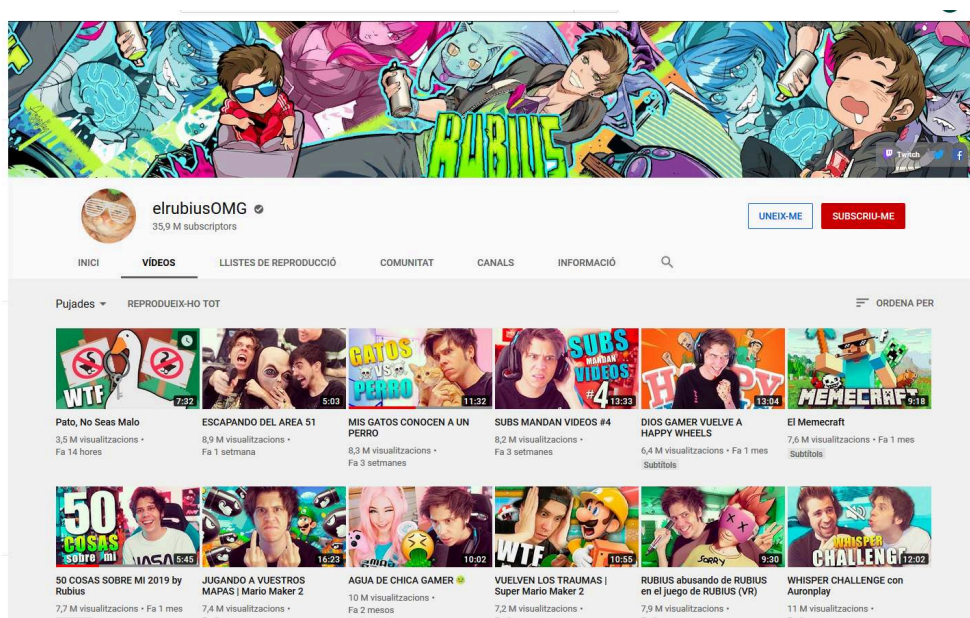 RUBIUS
Twitch
elrubiusOMG
35,9 M subscriptors
UNEIX-ME
SUBSCRIU-ME
INICI
VÍDEOS
LLISTES DE REPRODUCCIÓ
COMUNITAT
CANALS
INFORMACIÓ
Pujades
REPRODUEIX-HO TOT
ORDENA PER
WTF
7:32
5:03
GATOS
VS
PERRO
11:32
SUBS
MANDAN
VIDEOS
#4
13:33
HAPPY
13:04
MEMECRAFT
9:18
Pato, No Seas Malo
3,5 M visualitzacions •
Fa 14 hores
ESCAPANDO DEL AREA 51
8,9 M visualitzacions •
Fa 1 setmana
MIS GATOS CONOCEN A UN
PERRO
8,3 M visualitzacions •
Fa 3 setmanes
SUBS MANDAN VIDEOS #4
8,2 M visualitzacions •
Fa 3 setmanes
DIOS GAMER VUELVE A
HAPPY WHEELS
6,4 M visualitzacions • Fa 1 mes
Subtítols
El Memecraft
7,6 M visualitzacions • Fa 1 mes
Subtítols
50
COSAS
sobre mi
5:45
16:23
10:02
WTF
10:55
SORRY
9:30
WHISPER
CHALLENGE
12:02
50 COSAS SOBRE MI 2019 by
Rubius
7,7 M visualitzacions • Fa 1 mes
JUGANDO A VUESTROS
MAPAS | Mario Maker 2
7,4 M visualitzacions •
AGUA DE CHICA GAMER 🤢
10 M visualitzacions •
Fa 2 mesos
VUELVEN LOS TRAUMAS |
Super Mario Maker 2
7,2 M visualitzacions •
RUBIUS abusando de RUBIUS
en el juego de RUBIUS (VR)
7,9 M visualitzacions •
WHISPER CHALLENGE con
Auronplay
11 M visualitzacions •